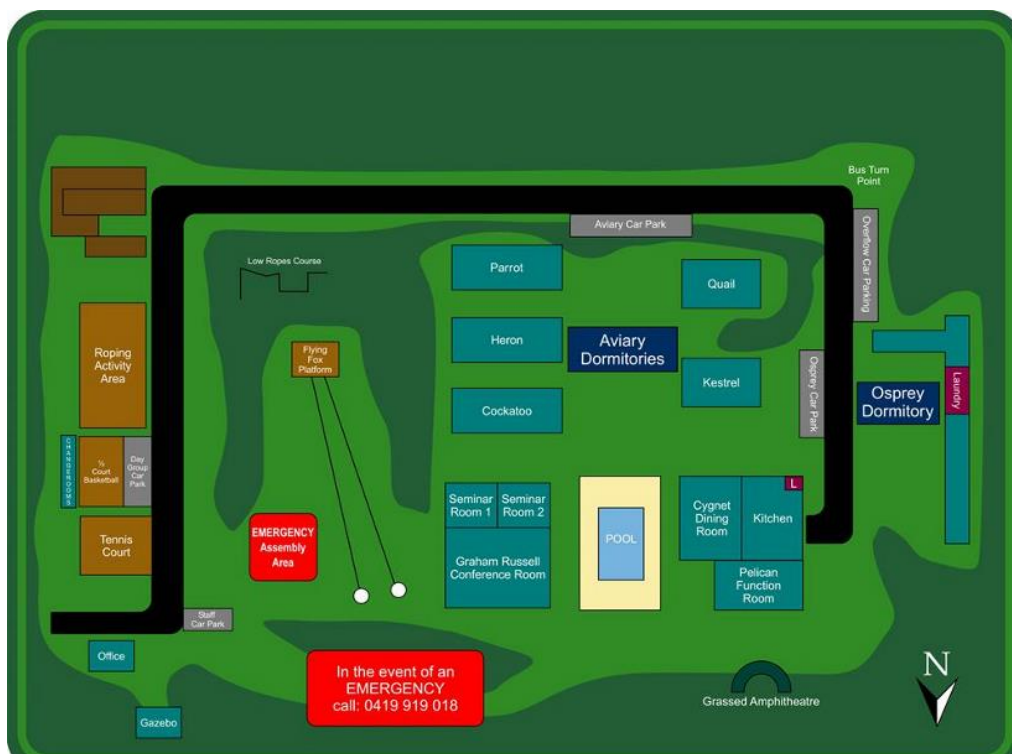 Bus Turn
Point
Aviary Car Park
Overflow Car Parking
Low Ropes Course
Parrot
Quail
Roping
Activity
Area
Flying
Fox
Platform
Heron
Aviary
Dormitories
Kestrel
Osprey Car Park
Osprey
Dormitory
Laundry
Cockatoo
CHANGEROOMS
½
Court
Basketball
Day
Group
Car
Park
Seminar
Room 1
Seminar
Room 2
Cygnet
Dining
Room
Kitchen
L
EMERGENCY
Assembly
Area
Tennis
Court
POOL
Graham Russell
Conference Room
Pelican
Function
Room
Staff
Car Park
Office
In the event of an
EMERGENCY
call: 0419 919 018
N
Grassed Amphitheatre
Gazebo